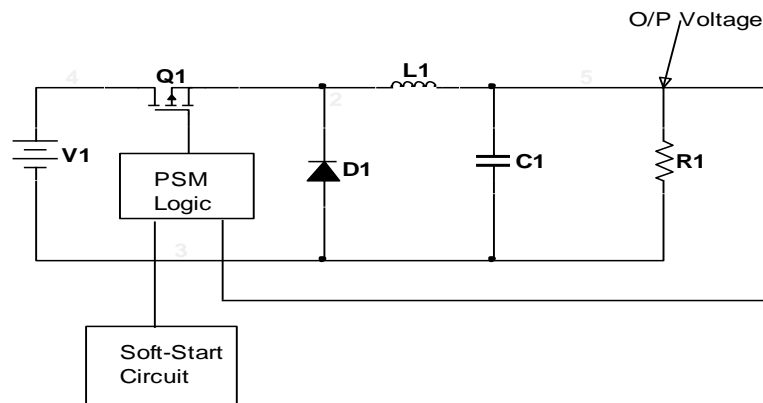 O/P Voltage
4
Q1
2
L1
5
V1
PSM
Logic
D1
C1
R1
3
Soft-Start
Circuit